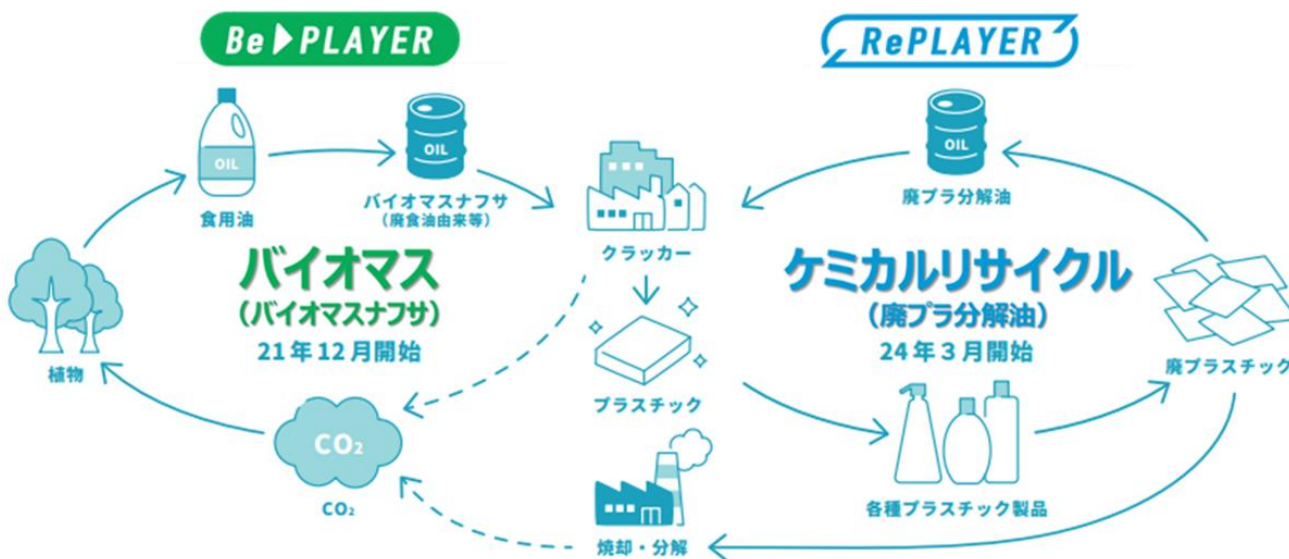 Be▶PLAYER
RePLAYER
OIL
OIL
OIL
食用油
バイオマスナフサ
（廃食油由来等）
クラッカー
廃プラ分解油
バイオマス
（バイオマスナフサ）
21年12月開始
ケミカルリサイクル
（廃プラ分解油）
24年3月開始
植物
プラスチック
廃プラスチック
CO₂
CO₂
焼却・分解
各種プラスチック製品